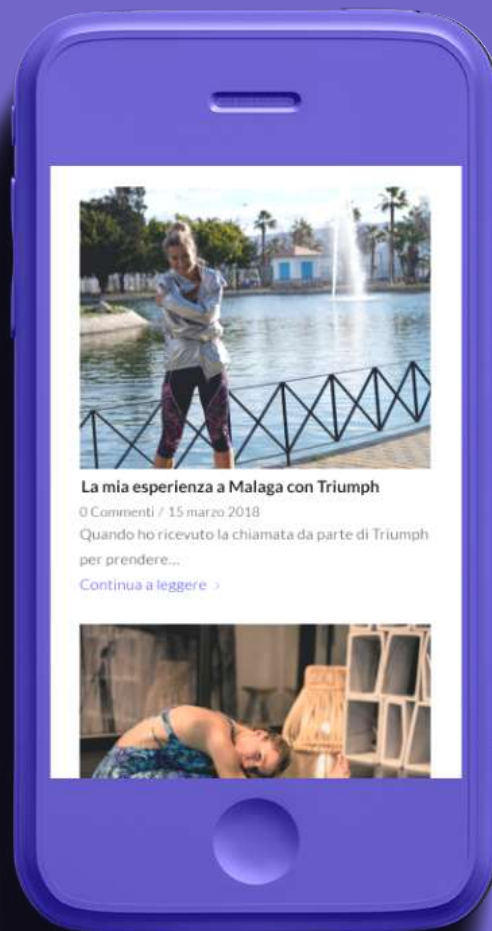 La mia esperienza a Malaga con Triumph
0 Commenti / 15 marzo 2018
Quando ho ricevuto la chiamata da parte di Triumph
per prendere...
Continua a leggere ›